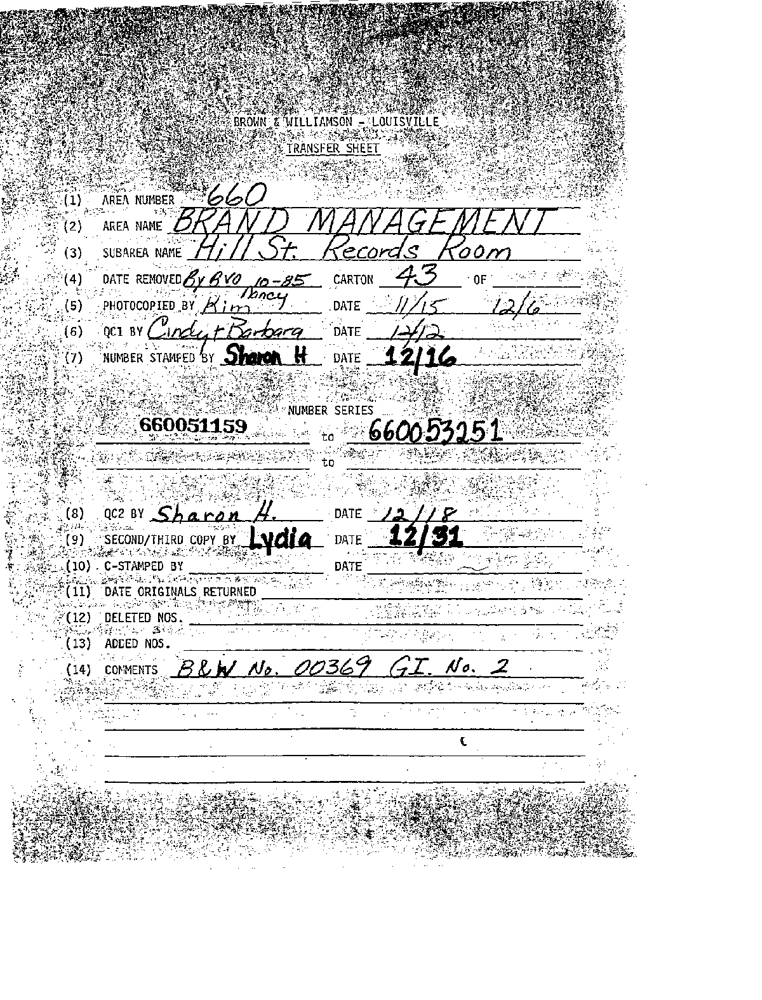 BROWN & WILLIAMSON - LOUISVILLE
TRANSFER SHEET
(1) AREA NUMBER 660
(2) AREA NAME BRAND MANAGEMENT
(3) SUBAREA NAME Hill St. Records Room
(4) DATE REMOVED By BVO 10-85 CARTON 43 OF
(5) PHOTOCOPIED BY Kim Nancy DATE 11/15 12/6
(6) QC1 BY Cindy + Barbara DATE 12/12
(7) NUMBER STAMPED BY Sharon H DATE 12/16
NUMBER SERIES
660051159 to 660053251
to
(8) QC2 BY Sharon H. DATE 12/18
(9) SECOND/THIRD COPY BY Lydia DATE 12/31
(10) C-STAMPED BY DATE
(11) DATE ORIGINALS RETURNED
(12) DELETED NOS.
(13) ADDED NOS.
(14) COMMENTS B&W No. 00369 GI. No. 2